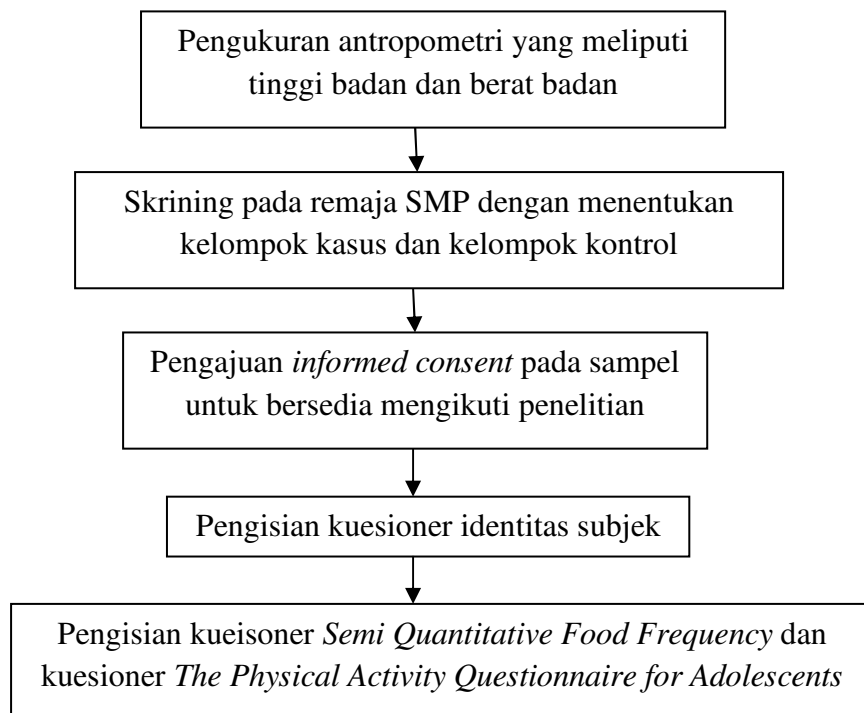 Pengukuran antropometri yang meliputi
tinggi badan dan berat badan
Skrining pada remaja SMP dengan menentukan
kelompok kasus dan kelompok kontrol
Pengajuan informed consent pada sampel
untuk bersedia mengikuti penelitian
Pengisian kuesioner identitas subjek
Pengisian kueisoner Semi Quantitative Food Frequency dan
kuesioner The Physical Activity Questionnaire for Adolescents